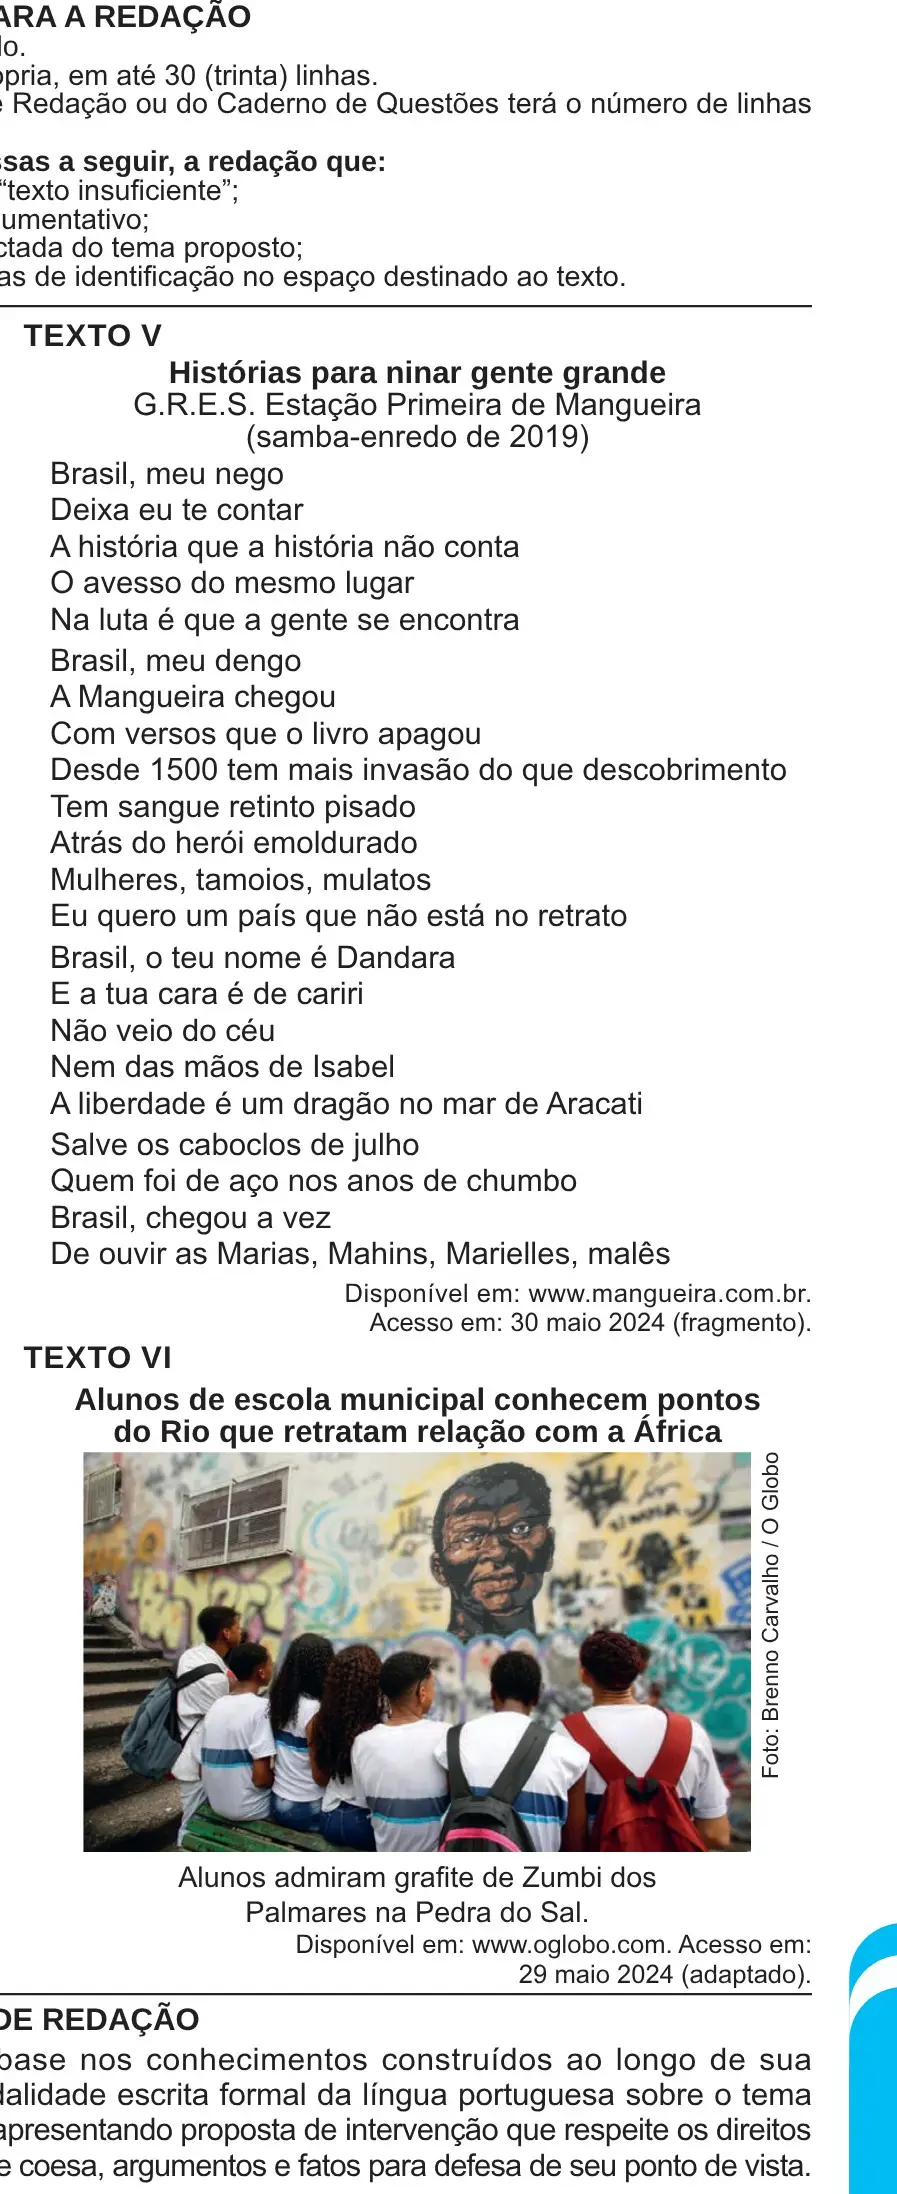 ARA A REDAÇÃO
do.
ópria, em até 30 (trinta) linhas.
e Redação ou do Caderno de Questões terá o número de linhas
ssas a seguir, a redação que:
“texto insuficiente”;
umentativo;
ctada do tema proposto;
as de identificação no espaço destinado ao texto.
TEXTO V
Histórias para ninar gente grande
G.R.E.S. Estação Primeira de Mangueira
(samba-enredo de 2019)
Brasil, meu nego
Deixa eu te contar
A história que a história não conta
O avesso do mesmo lugar
Na luta é que a gente se encontra
Brasil, meu dengo
A Mangueira chegou
Com versos que o livro apagou
Desde 1500 tem mais invasão do que descobrimento
Tem sangue retinto pisado
Atrás do herói emoldurado
Mulheres, tamoios, mulatos
Eu quero um país que não está no retrato
Brasil, o teu nome é Dandara
E a tua cara é de cariri
Não veio do céu
Nem das mãos de Isabel
A liberdade é um dragão no mar de Aracati
Salve os caboclos de julho
Quem foi de aço nos anos de chumbo
Brasil, chegou a vez
De ouvir as Marias, Mahins, Marielles, malês
Disponível em: www.mangueira.com.br.
Acesso em: 30 maio 2024 (fragmento).
TEXTO VI
Alunos de escola municipal conhecem pontos
do Rio que retratam relação com a África
Foto: Brenno Carvalho / O Globo
Alunos admiram grafite de Zumbi dos
Palmares na Pedra do Sal.
Disponível em: www.oglobo.com. Acesso em:
29 maio 2024 (adaptado).
DE REDAÇÃO
base nos conhecimentos construídos ao longo de sua
dalidade escrita formal da língua portuguesa sobre o tema
apresentando proposta de intervenção que respeite os direitos
e coesa, argumentos e fatos para defesa de seu ponto de vista.